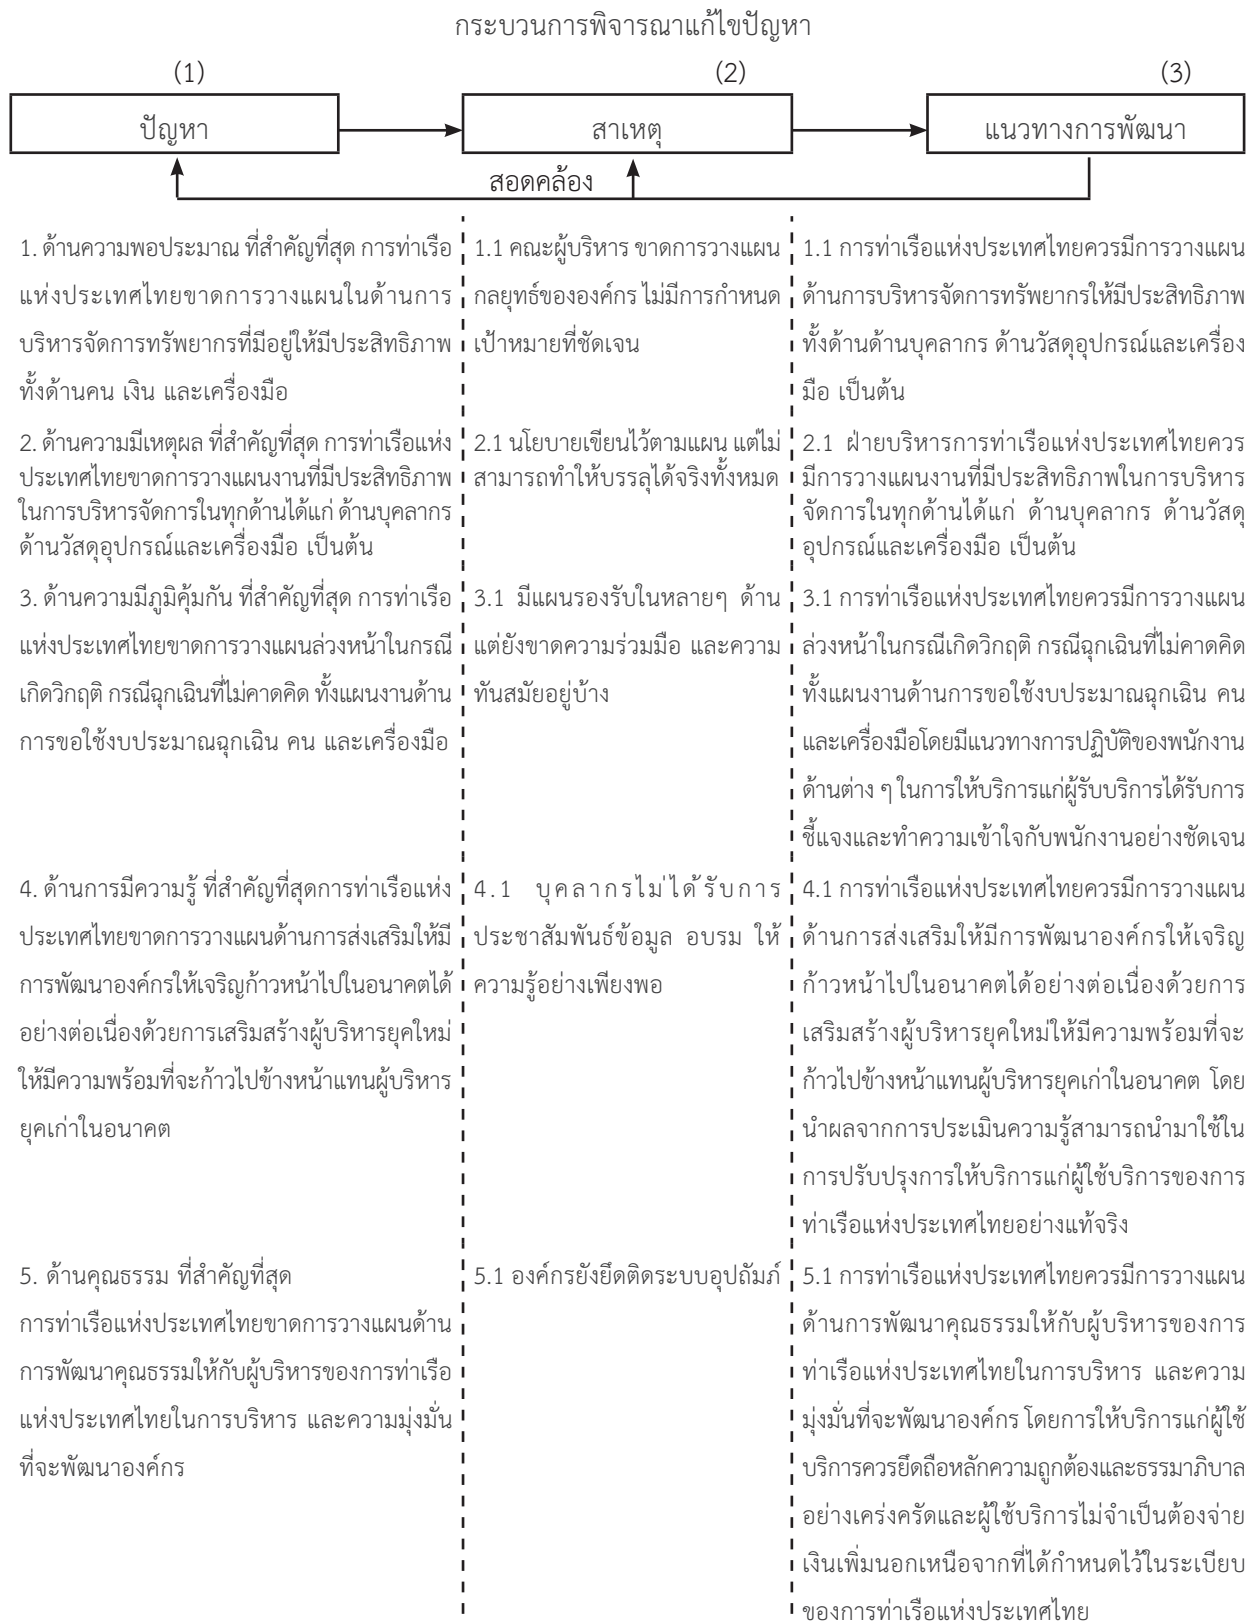 กระบวนการพิจารณาแก้ไขปัญหา
(1)
(2)
(3)
ปัญหา
สาเหตุ
แนวทางการพัฒนา
สอดคล้อง
1. ด้านความพอประมาณ ที่สำคัญที่สุด การท่าเรือ
แห่งประเทศไทยขาดการวางแผนในด้านการ
บริหารจัดการทรัพยากรที่มีอยู่ให้มีประสิทธิภาพ
ทั้งด้านคน เงิน และเครื่องมือ
1.1 คณะผู้บริหาร ขาดการวางแผน
กลยุทธ์ขององค์กร ไม่มีการกำหนด
เป้าหมายที่ชัดเจน
1.1 การท่าเรือแห่งประเทศไทยควรมีการวางแผน
ด้านการบริหารจัดการทรัพยากรให้มีประสิทธิภาพ
ทั้งด้านด้านบุคลากร ด้านวัสดุอุปกรณ์และเครื่อง
มือ เป็นต้น
2. ด้านความมีเหตุผล ที่สำคัญที่สุด การท่าเรือแห่ง
ประเทศไทยขาดการวางแผนงานที่มีประสิทธิภาพ
ในการบริหารจัดการในทุกด้านได้แก่ ด้านบุคลากร
ด้านวัสดุอุปกรณ์และเครื่องมือ เป็นต้น
2.1 นโยบายเขียนไว้ตามแผน แต่ไม่
สามารถทำให้บรรลุได้จริงทั้งหมด
2.1 ฝ่ายบริหารการท่าเรือแห่งประเทศไทยควร
มีการวางแผนงานที่มีประสิทธิภาพในการบริหาร
จัดการในทุกด้านได้แก่ ด้านบุคลากร ด้านวัสดุ
อุปกรณ์และเครื่องมือ เป็นต้น
3. ด้านความมีภูมิคุ้มกัน ที่สำคัญที่สุด การท่าเรือ
แห่งประเทศไทยขาดการวางแผนล่วงหน้าในกรณี
เกิดวิกฤติ กรณีฉุกเฉินที่ไม่คาดคิด ทั้งแผนงานด้าน
การขอใช้งบประมาณฉุกเฉิน คน และเครื่องมือ
3.1 มีแผนรองรับในหลายๆ ด้าน
แต่ยังขาดความร่วมมือ และความ
ทันสมัยอยู่บ้าง
3.1 การท่าเรือแห่งประเทศไทยควรมีการวางแผน
ล่วงหน้าในกรณีเกิดวิกฤติ กรณีฉุกเฉินที่ไม่คาดคิด
ทั้งแผนงานด้านการขอใช้งบประมาณฉุกเฉิน คน
และเครื่องมือโดยมีแนวทางการปฏิบัติของพนักงาน
ด้านต่าง ๆ ในการให้บริการแก่ผู้รับบริการได้รับการ
ชี้แจงและทำความเข้าใจกับพนักงานอย่างชัดเจน
4. ด้านการมีความรู้ ที่สำคัญที่สุดการท่าเรือแห่ง
ประเทศไทยขาดการวางแผนด้านการส่งเสริมให้มี
การพัฒนาองค์กรให้เจริญก้าวหน้าไปในอนาคตได้
อย่างต่อเนื่องด้วยการเสริมสร้างผู้บริหารยุคใหม่
ให้มีความพร้อมที่จะก้าวไปข้างหน้าแทนผู้บริหาร
ยุคเก่าในอนาคต
4.1 บุคลากรไม่ได้รับการ
ประชาสัมพันธ์ข้อมูล อบรม ให้
ความรู้อย่างเพียงพอ
4.1 การท่าเรือแห่งประเทศไทยควรมีการวางแผน
ด้านการส่งเสริมให้มีการพัฒนาองค์กรให้เจริญ
ก้าวหน้าไปในอนาคตได้อย่างต่อเนื่องด้วยการ
เสริมสร้างผู้บริหารยุคใหม่ให้มีความพร้อมที่จะ
ก้าวไปข้างหน้าแทนผู้บริหารยุคเก่าในอนาคต โดย
นำผลจากการประเมินความรู้สามารถนำมาใช้ใน
การปรับปรุงการให้บริการแก่ผู้ใช้บริการของการ
ท่าเรือแห่งประเทศไทยอย่างแท้จริง
5. ด้านคุณธรรม ที่สำคัญที่สุด
การท่าเรือแห่งประเทศไทยขาดการวางแผนด้าน
การพัฒนาคุณธรรมให้กับผู้บริหารของการท่าเรือ
แห่งประเทศไทยในการบริหาร และความมุ่งมั่น
ที่จะพัฒนาองค์กร
5.1 องค์กรยังยึดติดระบบอุปถัมภ์
5.1 การท่าเรือแห่งประเทศไทยควรมีการวางแผน
ด้านการพัฒนาคุณธรรมให้กับผู้บริหารของการ
ท่าเรือแห่งประเทศไทยในการบริหาร และความ
มุ่งมั่นที่จะพัฒนาองค์กร โดยการให้บริการแก่ผู้ใช้
บริการควรยึดถือหลักความถูกต้องและธรรมาภิบาล
อย่างเคร่งครัดและผู้ใช้บริการไม่จำเป็นต้องจ่าย
เงินเพิ่มนอกเหนือจากที่ได้กำหนดไว้ในระเบียบ
ของการท่าเรือแห่งประเทศไทย